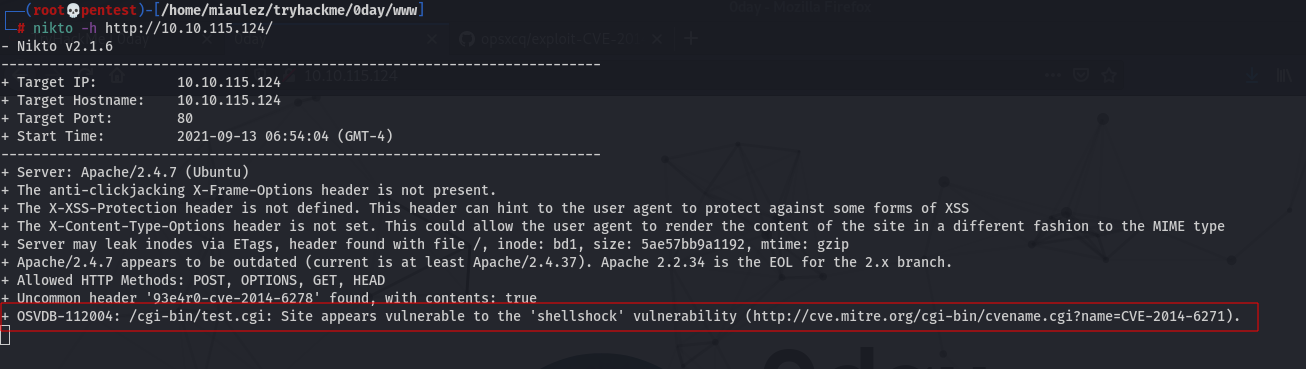 (root💀pentest)-[/home/miaulez/tryhackme/0day/www]
# nikto -h http://10.10.115.124/
- Nikto v2.1.6
---------------------------------------------------------------------------
+ Target IP: 10.10.115.124
+ Target Hostname: 10.10.115.124
+ Target Port: 80
+ Start Time: 2021-09-13 06:54:04 (GMT-4)
---------------------------------------------------------------------------
+ Server: Apache/2.4.7 (Ubuntu)
+ The anti-clickjacking X-Frame-Options header is not present.
+ The X-XSS-Protection header is not defined. This header can hint to the user agent to protect against some forms of XSS
+ The X-Content-Type-Options header is not set. This could allow the user agent to render the content of the site in a different fashion to the MIME type
+ Server may leak inodes via ETags, header found with file /, inode: bd1, size: 5ae57bb9a1192, mtime: gzip
+ Apache/2.4.7 appears to be outdated (current is at least Apache/2.4.37). Apache 2.2.34 is the EOL for the 2.x branch.
+ Allowed HTTP Methods: POST, OPTIONS, GET, HEAD
+ Uncommon header '93e4r0-cve-2014-6278' found, with contents: true
+ OSVDB-112004: /cgi-bin/test.cgi: Site appears vulnerable to the 'shellshock' vulnerability (http://cve.mitre.org/cgi-bin/cvename.cgi?name=CVE-2014-6271).